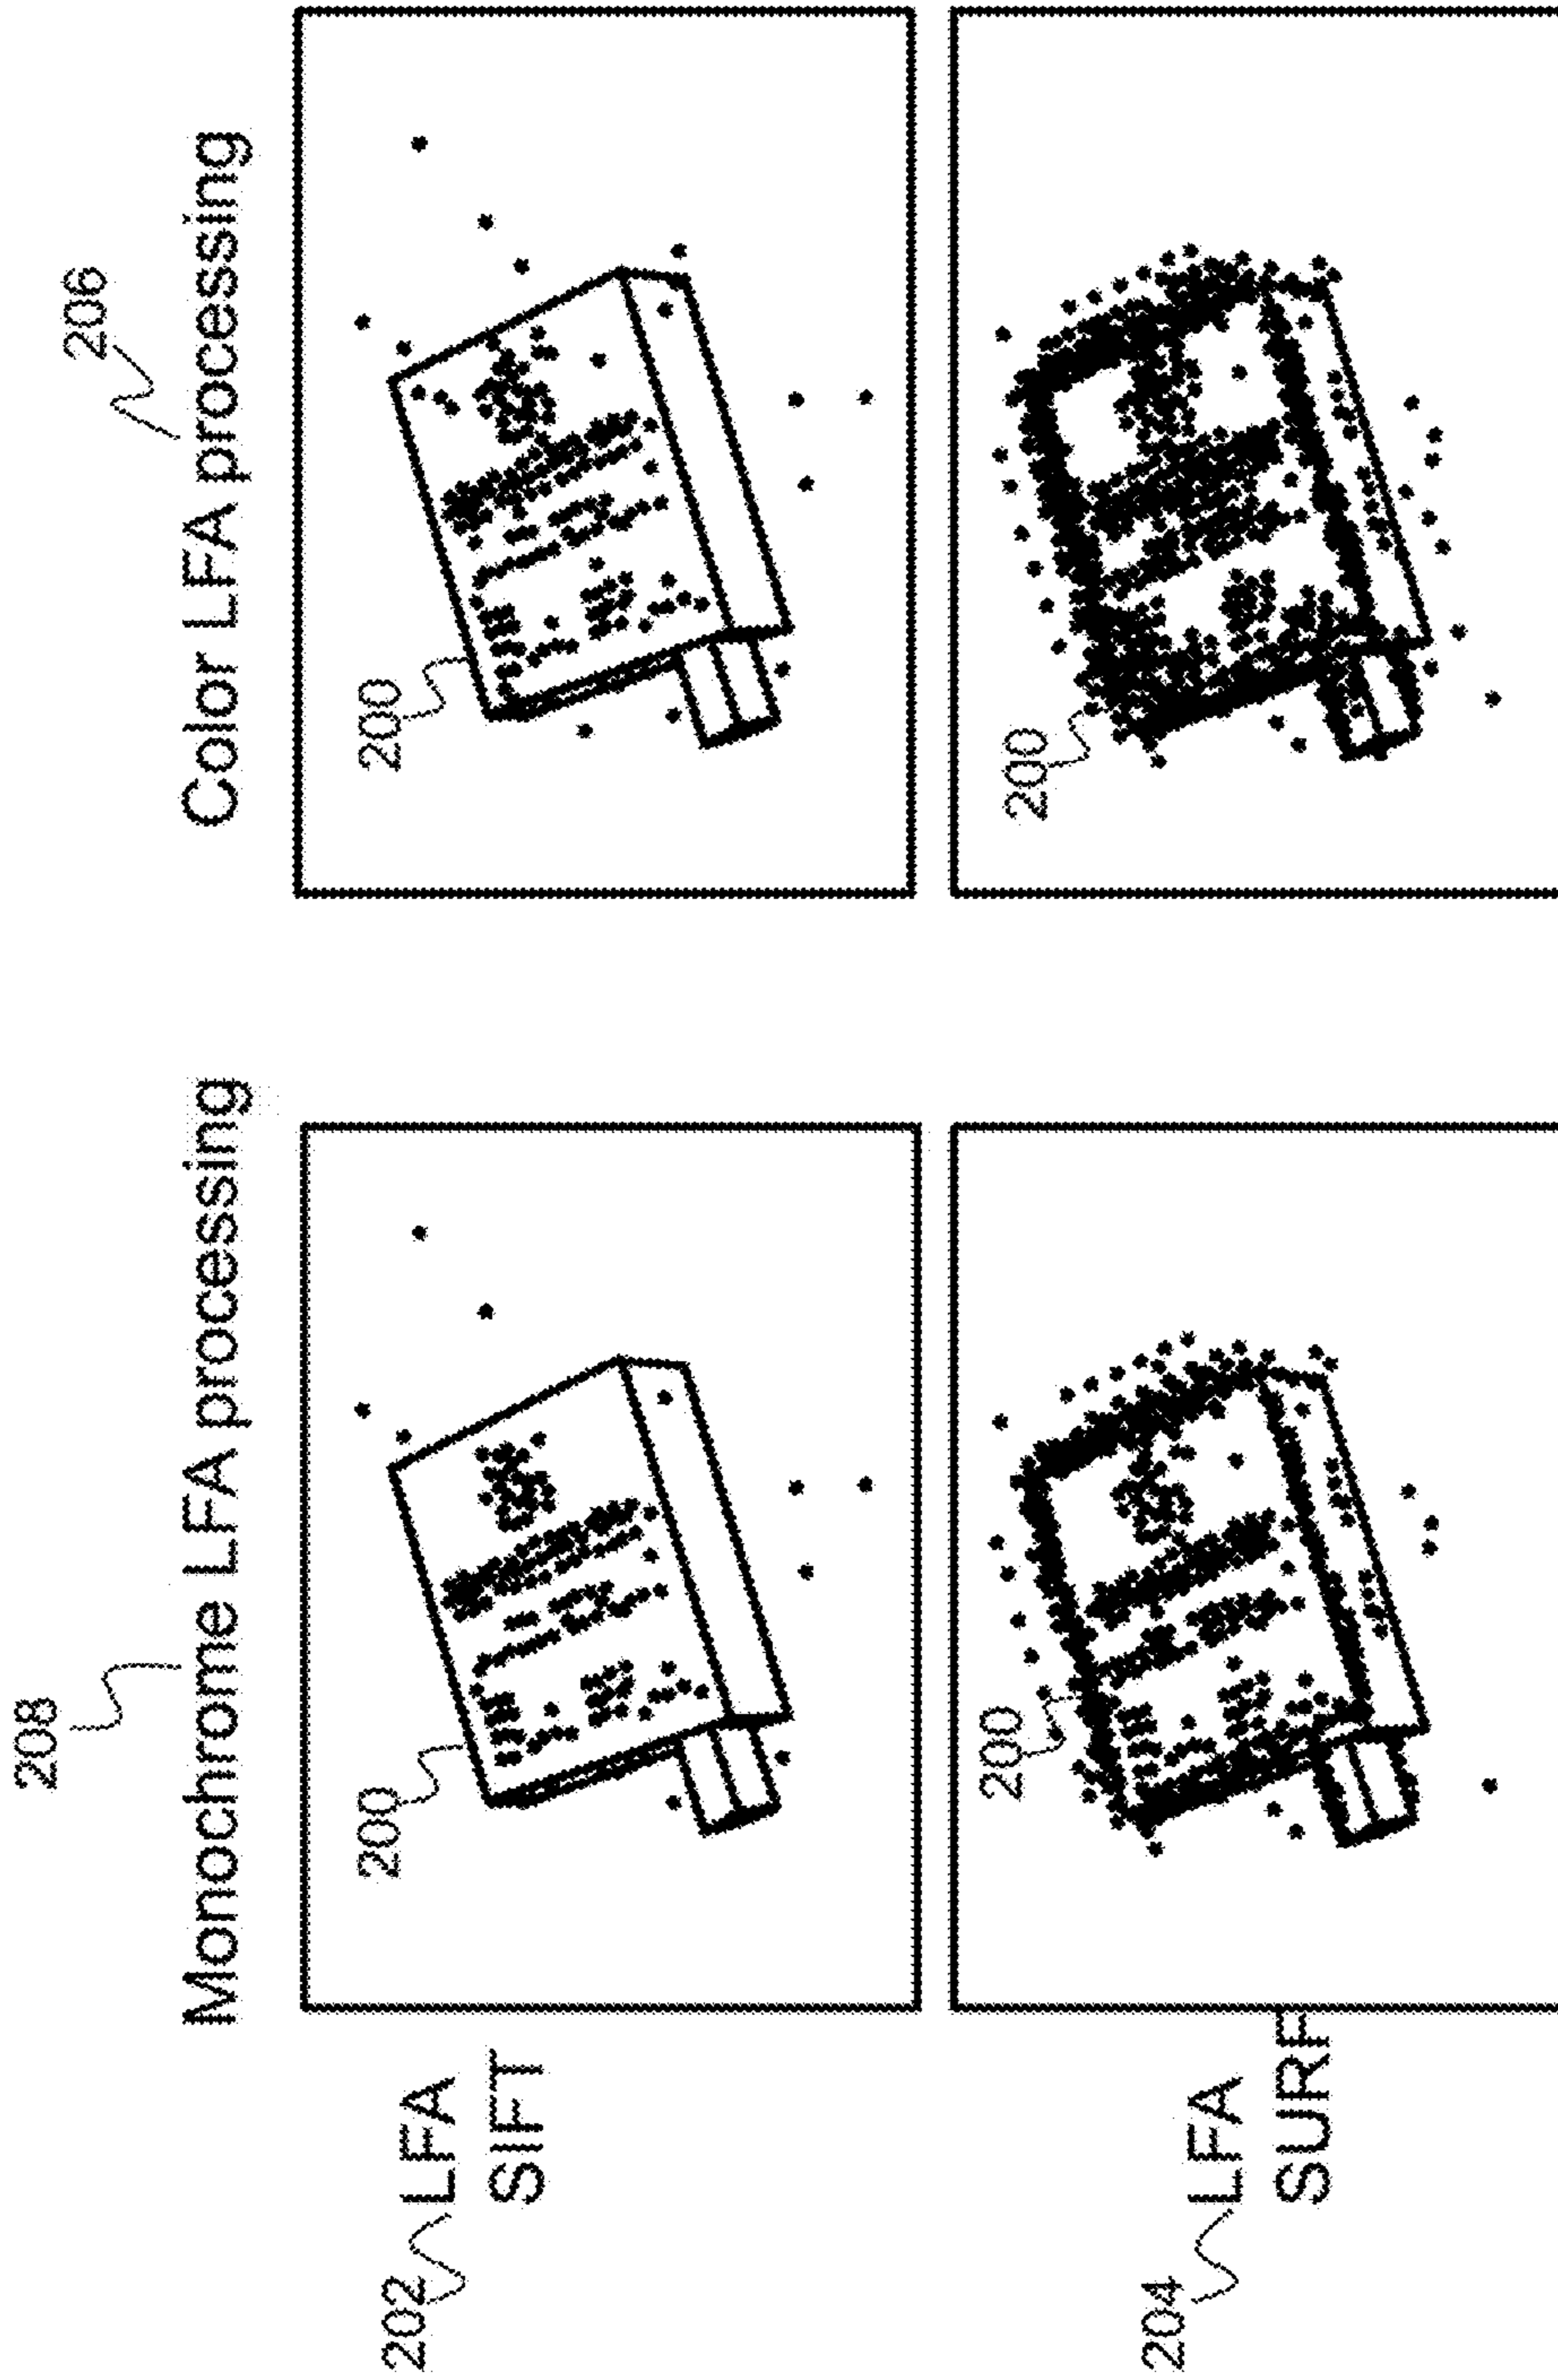 208
206
Monochrome LFA processing
Color LFA processing
202
LFA
SIFT
200
200
204
LFA
SURF
200
200